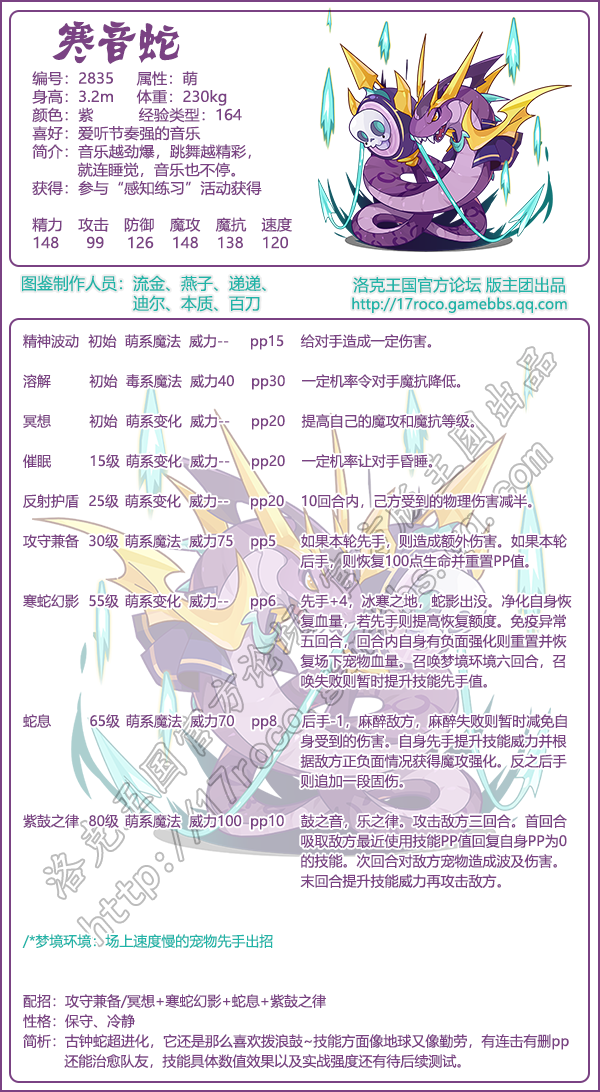 寒音蛇
编号：2835 属性：萌
身高：3.2m 体重：230kg
颜色：紫 经验类型：164
喜好：爱听节奏强的音乐
简介：音乐越劲爆，跳舞越精彩，
就连睡觉，音乐也不停。
获得：参与“感知练习”活动获得
精力 攻击 防御 魔攻 魔抗 速度
148 99 126 148 138 120
图鉴制作人员：流金、燕子、递递、
迪尔、本质、百刀
洛克王国官方论坛 版主团出品
http://17roco.gamebbs.qq.com
精神波动 初始 萌系魔法 威力-- pp15 给对手造成一定伤害。
溶解 初始 毒系魔法 威力40 pp30 一定机率令对手魔抗降低。
冥想 初始 萌系变化 威力-- pp20 提高自己的魔攻和魔抗等级。
催眠 15级 萌系变化 威力-- pp20 一定机率让对手昏睡。
反射护盾 25级 萌系变化 威力-- pp20 10回合内，己方受到的物理伤害减半。
攻守兼备 30级 萌系魔法 威力75 pp5 如果本轮先手，则造成额外伤害。如果本轮
后手，则恢复100点生命并重置PP值。
寒蛇幻影 55级 萌系变化 威力-- pp6 先手+4，冰寒之地，蛇影出没。净化自身恢
复血量，若先手则提高恢复额度。免疫异常
五回合，回合内自身有负面强化则重置并恢
复场下宠物血量。召唤梦境环境六回合，召
唤失败则暂时提升技能先手值。
蛇息 65级 萌系魔法 威力70 pp8 后手-1，麻醉敌方，麻醉失败则暂时减免自
身受到的伤害。自身先手提升技能威力并根
据敌方正负面情况获得魔攻强化。反之后手
则追加一段固伤。
紫鼓之律 80级 萌系魔法 威力100 pp10 鼓之音，乐之律。攻击敌方三回合。首回合
吸取敌方最近使用技能PP值回复自身PP为0
的技能。次回合对敌方宠物造成波及伤害。
末回合提升技能威力再攻击敌方。
洛克王国官方论坛版主团出品
http://17roco.gamebbs.qq.com
/*梦境环境：场上速度慢的宠物先手出招
配招：攻守兼备/冥想+寒蛇幻影+蛇息+紫鼓之律
性格：保守、冷静
简析：古钟蛇超进化，它还是那么喜欢拨浪鼓~技能方面像地球又像勤劳，有连击有删pp
还能治愈队友，技能具体数值效果以及实战强度还有待后续测试。